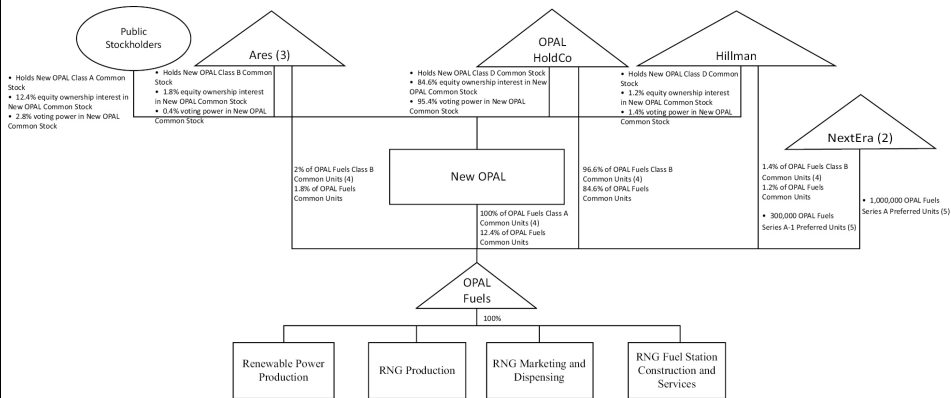 Public
Stockholders
Ares (3)
OPAL
HoldCo
Hillman
• Holds New OPAL Class A Common
Stock
• 12.4% equity ownership interest in
New OPAL Common Stock
• 2.8% voting power in New OPAL
Common Stock
• Holds New OPAL Class B Common
Stock
• 1.8% equity ownership interest
in New OPAL Common Stock
• 0.4% voting power in New OPAL
Common Stock
• Holds New OPAL Class D Common Stock
• 84.6% equity ownership interest in New
OPAL Common Stock
• 95.4% voting power in New OPAL
Common Stock
• Holds New OPAL Class D Common
Stock
• 1.2% equity ownership interest
in New OPAL Common Stock
• 1.4% voting power in New OPAL
Common Stock
NextEra (2)
2% of OPAL Fuels Class B
Common Units (4)
1.8% of OPAL Fuels
Common Units
New OPAL
96.6% of OPAL Fuels Class B
Common Units (4)
84.6% of OPAL Fuels
Common Units
1.4% of OPAL Fuels Class B
Common Units (4)
1.2% of OPAL Fuels
Common Units
• 300,000 OPAL Fuels
Series A-1 Preferred Units (5)
• 1,000,000 OPAL Fuels
Series A Preferred Units (5)
100% of OPAL Fuels Class A
Common Units (4)
12.4% of OPAL Fuels
Common Units
OPAL
Fuels
100%
Renewable Power
Production
RNG Production
RNG Marketing and
Dispensing
RNG Fuel Station
Construction and
Services